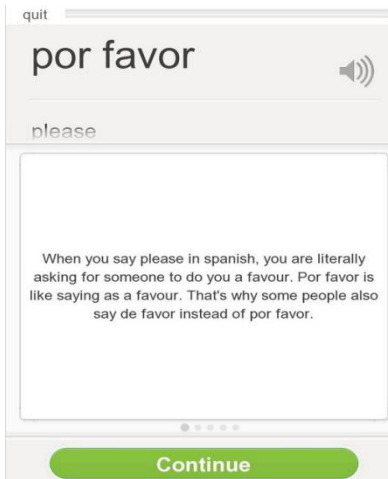 quit
por favor
please
When you say please in spanish, you are literally
asking for someone to do you a favour. Por favor is
like saying as a favour. That's why some people also
say de favor instead of por favor.
Continue